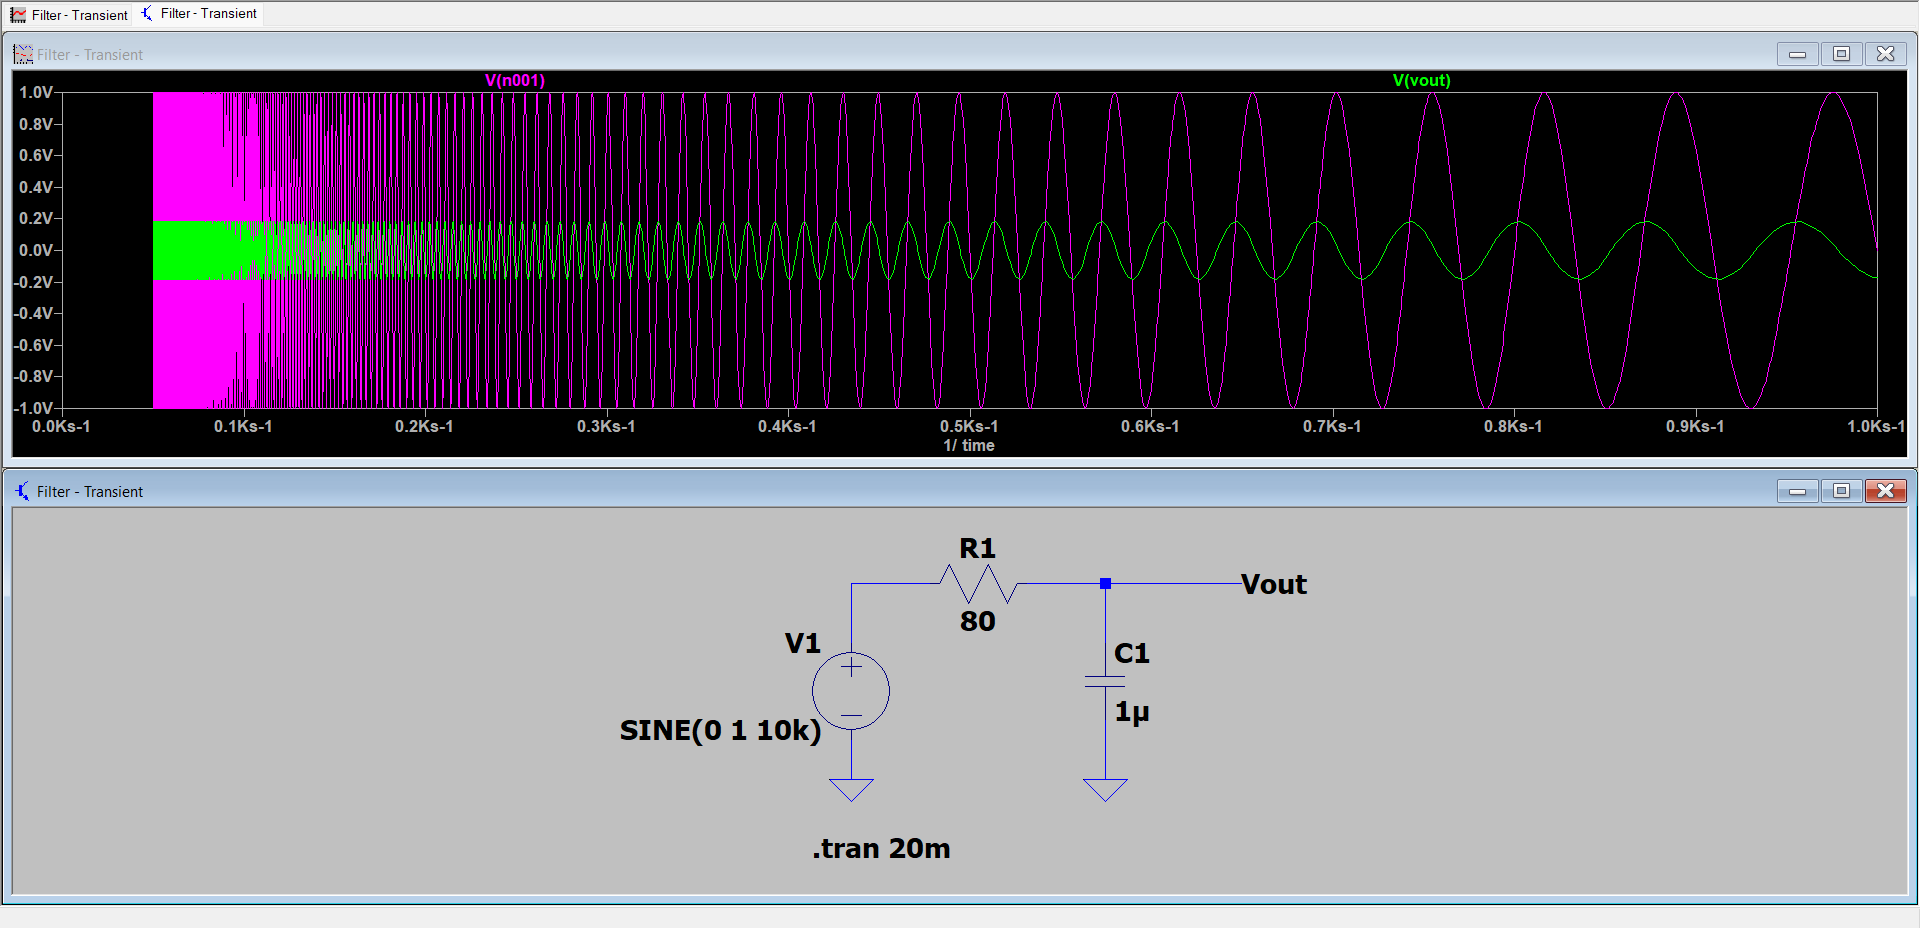 Filter - Transient Filter - Transient
Filter - Transient
V(n001) V(vout)
1.0V
0.8V
0.6V
0.4V
0.2V
0.0V
-0.2V
-0.4V
-0.6V
-0.8V
-1.0V
0.0Ks-1 0.1Ks-1 0.2Ks-1 0.3Ks-1 0.4Ks-1 0.5Ks-1 0.6Ks-1 0.7Ks-1 0.8Ks-1 0.9Ks-1 1.0Ks-1
1/ time
Filter - Transient
R1
Vout
80
V1
C1
1µ
SINE(0 1 10k)
.tran 20m